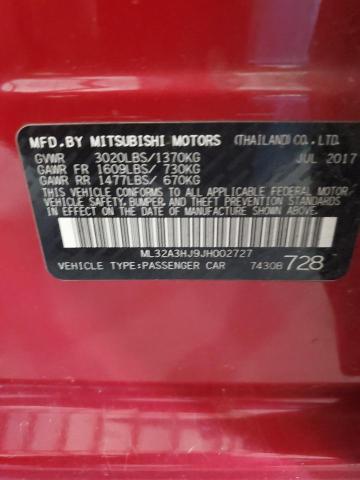 MFD.BY MITSUBISHI MOTORS (THAILAND) CO., LTD.
GVWR 3020LBS/1370KG JUL 2017
GAWR FR 1609LBS/ 730KG
GAWR RR 1477LBS/ 670KG
THIS VEHICLE CONFORMS TO ALL APPLICABLE FEDERAL MOTOR
VEHICLE SAFETY, BUMPER, AND THEFT PREVENTION STANDARDS
IN EFFECT ON THE DATE OF MANUFACTURE SHOWN ABOVE.
ML32A3HJ9JH002727
VEHICLE TYPE:PASSENGER CAR 7430B 728